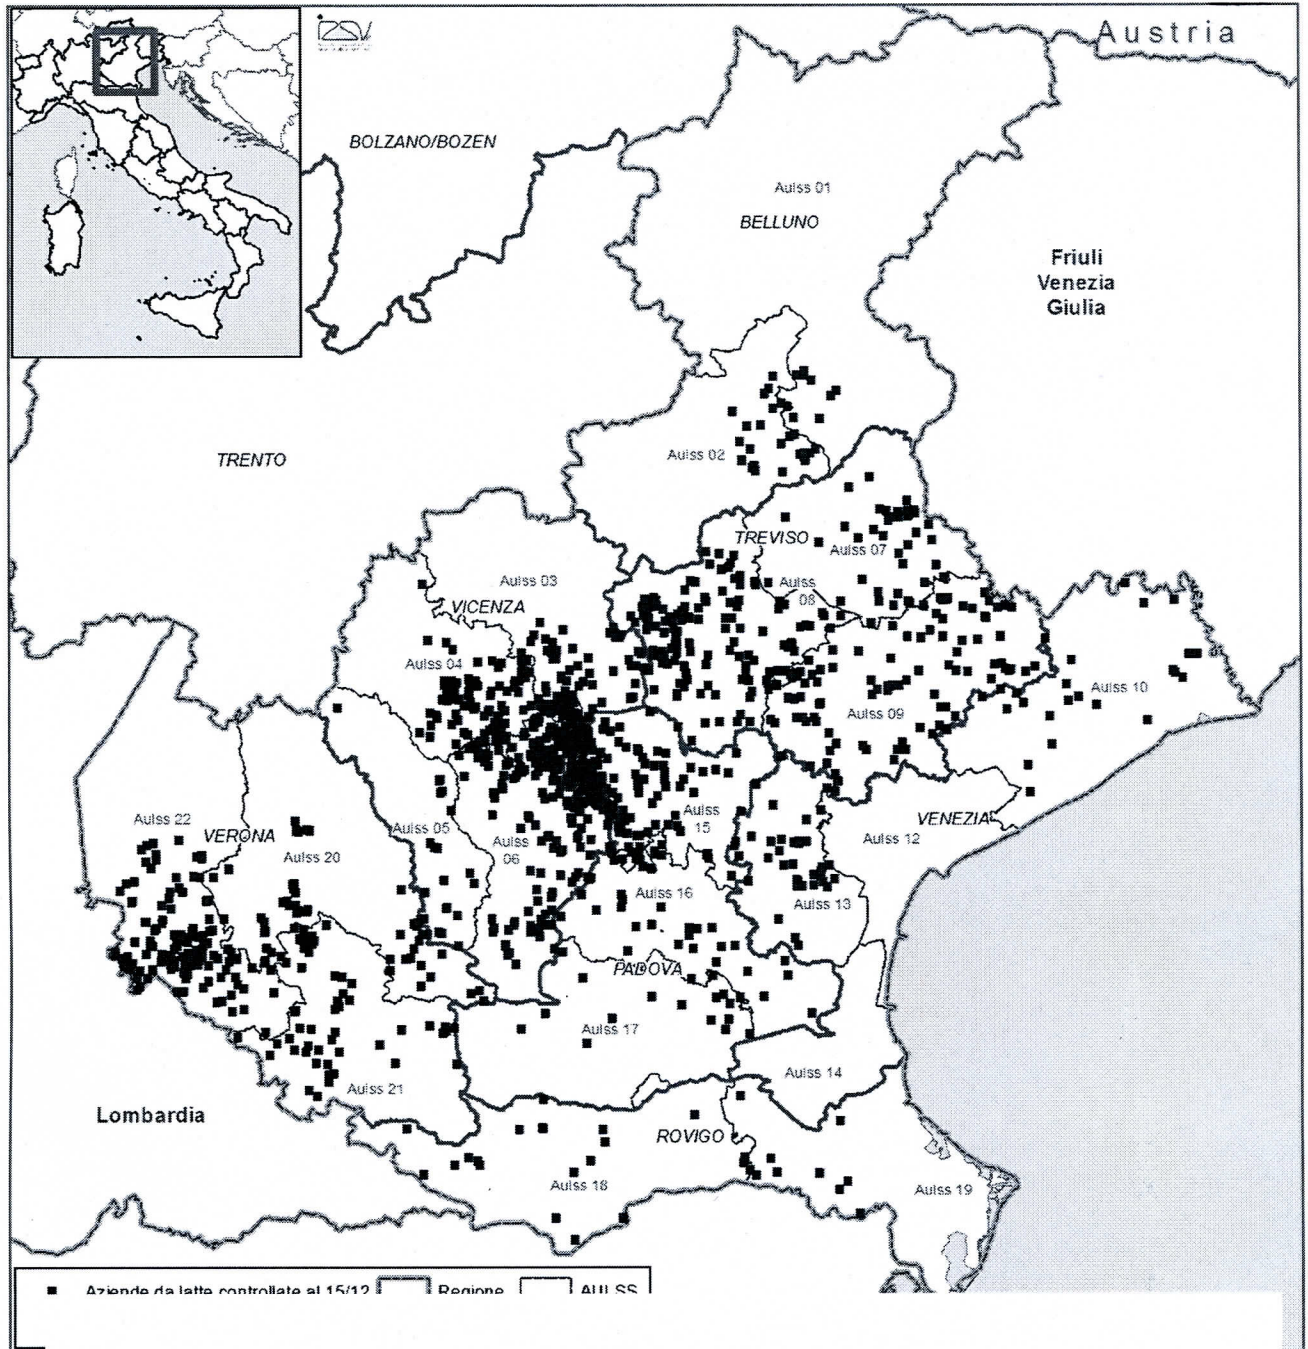 IZSV
Austria
BOLZANO/BOZEN
Aulss 01
BELLUNO
Friuli
Venezia
Giulia
TRENTO
Aulss 02
TREVISO
Aulss 07
Aulss 03
Aulss
08
VICENZA
Aulss 04
Aulss 10
Aulss 09
Aulss 22
VERONA
Aulss 20
Aulss 05
Aulss
06
Aulss
15
VENEZIA
Aulss 12
Aulss 16
Aulss 13
PADOVA
Aulss 17
Aulss 14
Aulss 21
Lombardia
ROVIGO
Aulss 18
Aulss 19
Aziende da latte controllate al 15/12
Regione
AULSS